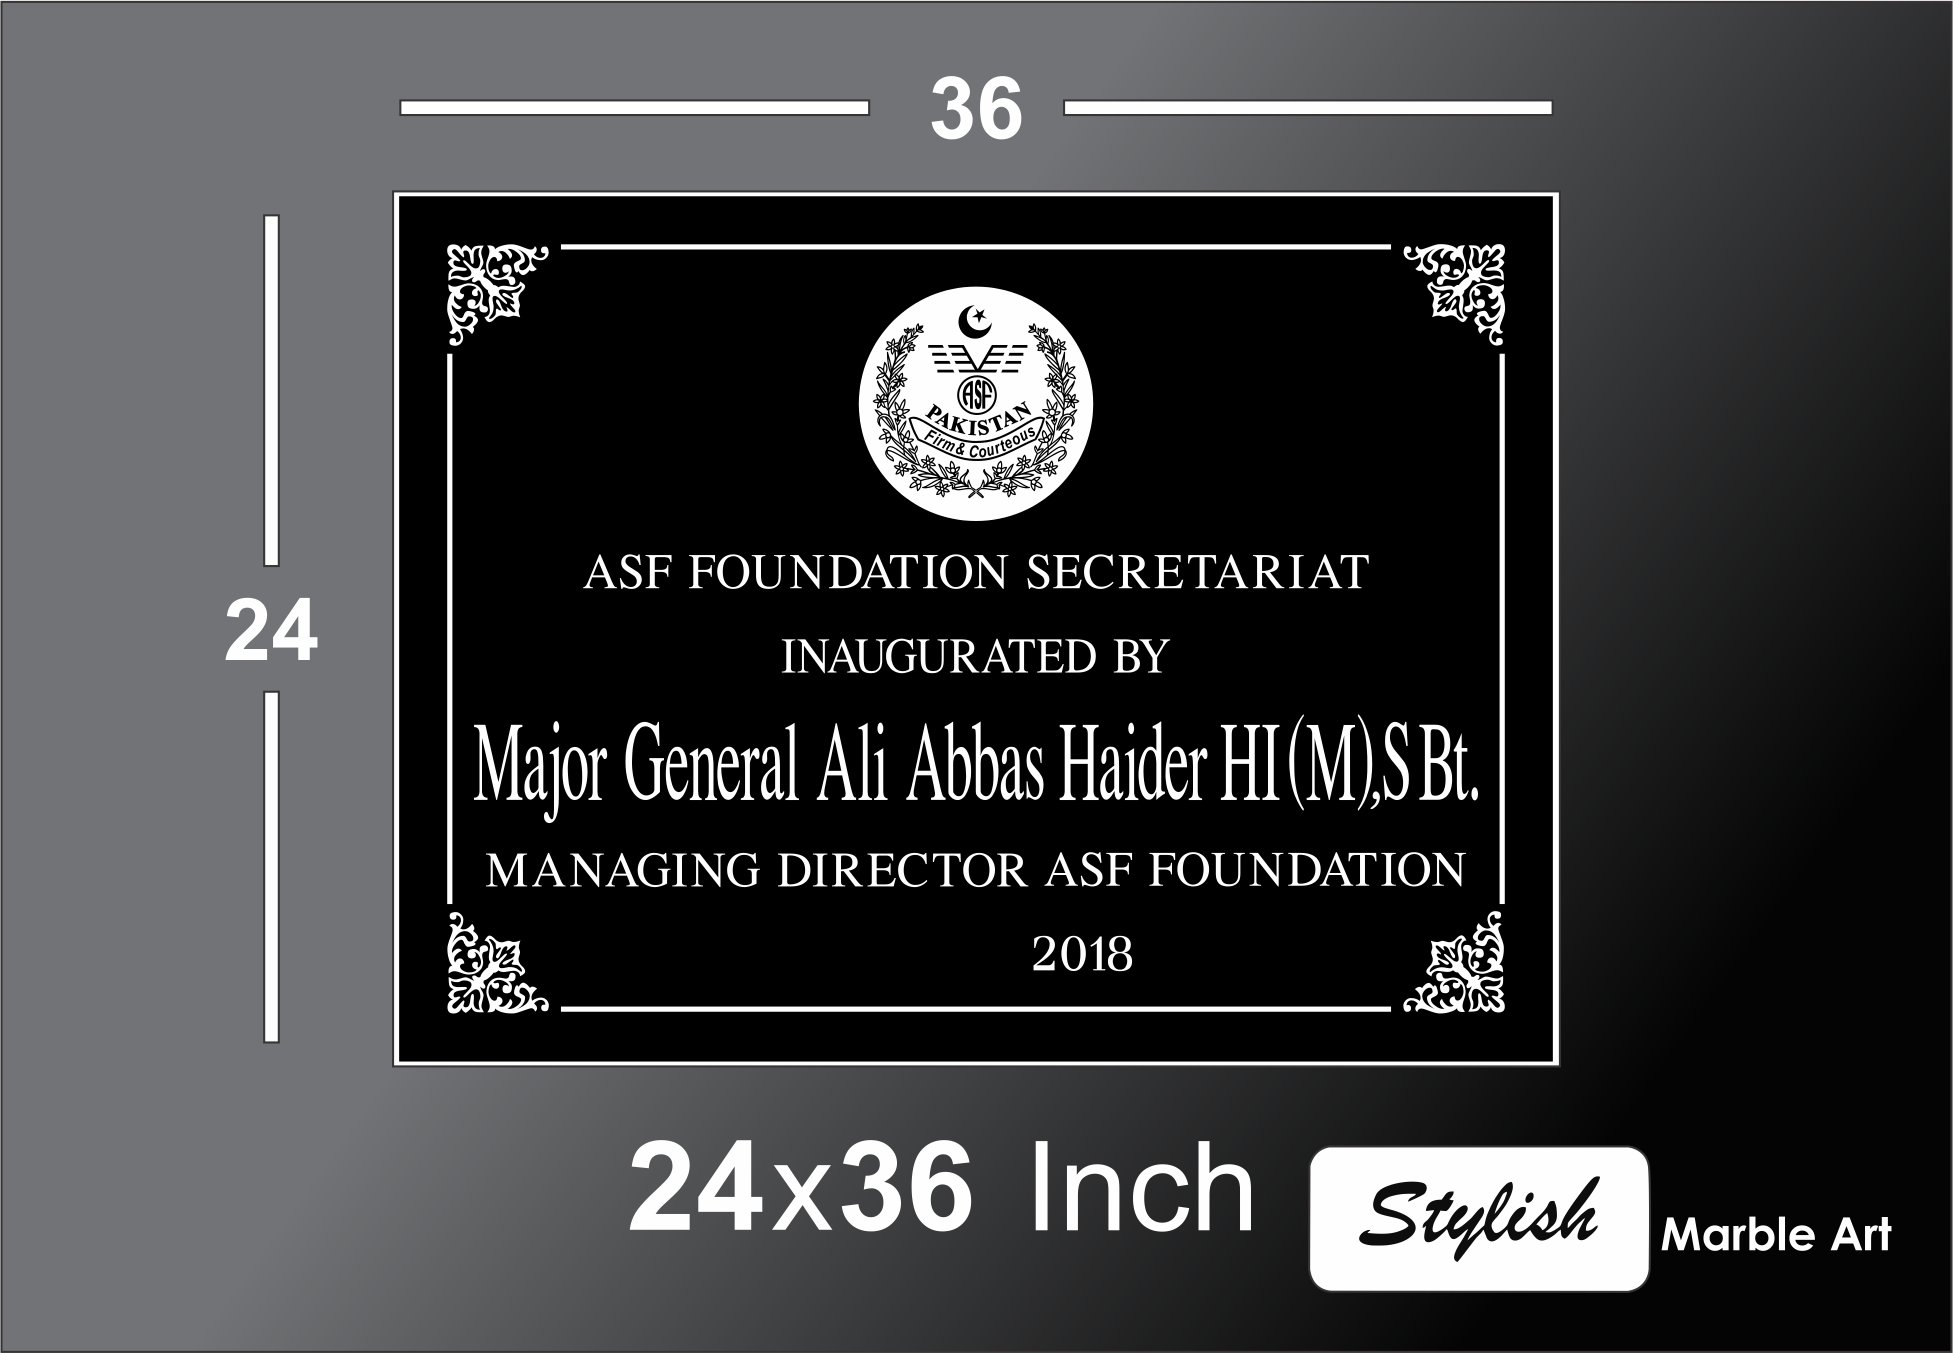 36
24
ASF
PAKISTAN
Firm & Courteous
ASF FOUNDATION SECRETARIAT
INAUGURATED BY
Major General Ali Abbas Haider HI(M),S Bt.
MANAGING DIRECTOR ASF FOUNDATION
2018
24x36 Inch
Stylish Marble Art